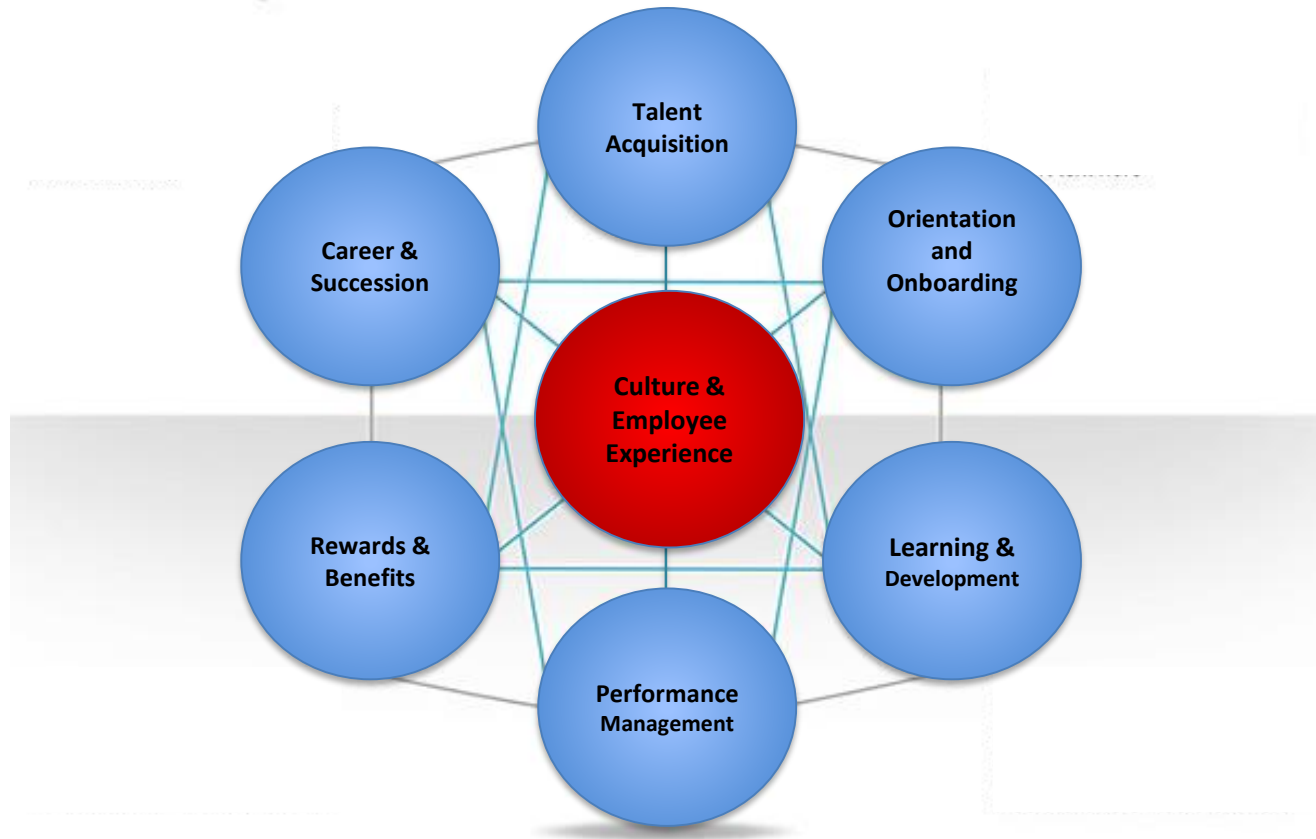 Talent
Acquisition
Career &
Succession
Orientation
and
Onboarding
Culture &
Employee
Experience
Rewards &
Benefits
Learning &
Development
Performance
Management